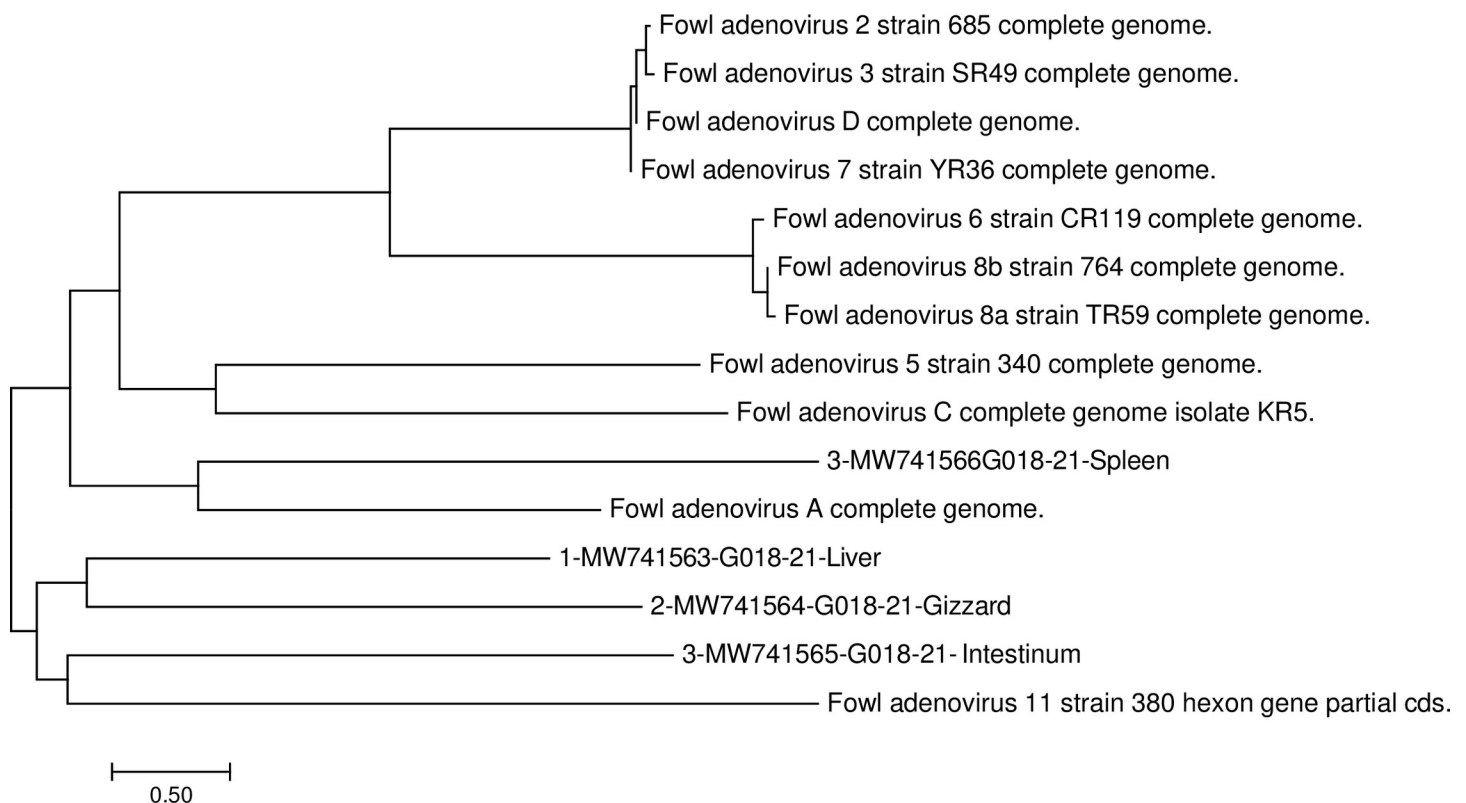 Fowl adenovirus 2 strain 685 complete genome.
Fowl adenovirus 3 strain SR49 complete genome.
Fowl adenovirus D complete genome.
Fowl adenovirus 7 strain YR36 complete genome.
Fowl adenovirus 6 strain CR119 complete genome.
Fowl adenovirus 8b strain 764 complete genome.
Fowl adenovirus 8a strain TR59 complete genome.
Fowl adenovirus 5 strain 340 complete genome.
Fowl adenovirus C complete genome isolate KR5.
3-MW741566G018-21-Spleen
Fowl adenovirus A complete genome.
1-MW741563-G018-21-Liver
2-MW741564-G018-21-Gizzard
3-MW741565-G018-21- Intestinum
Fowl adenovirus 11 strain 380 hexon gene partial cds.
0.50